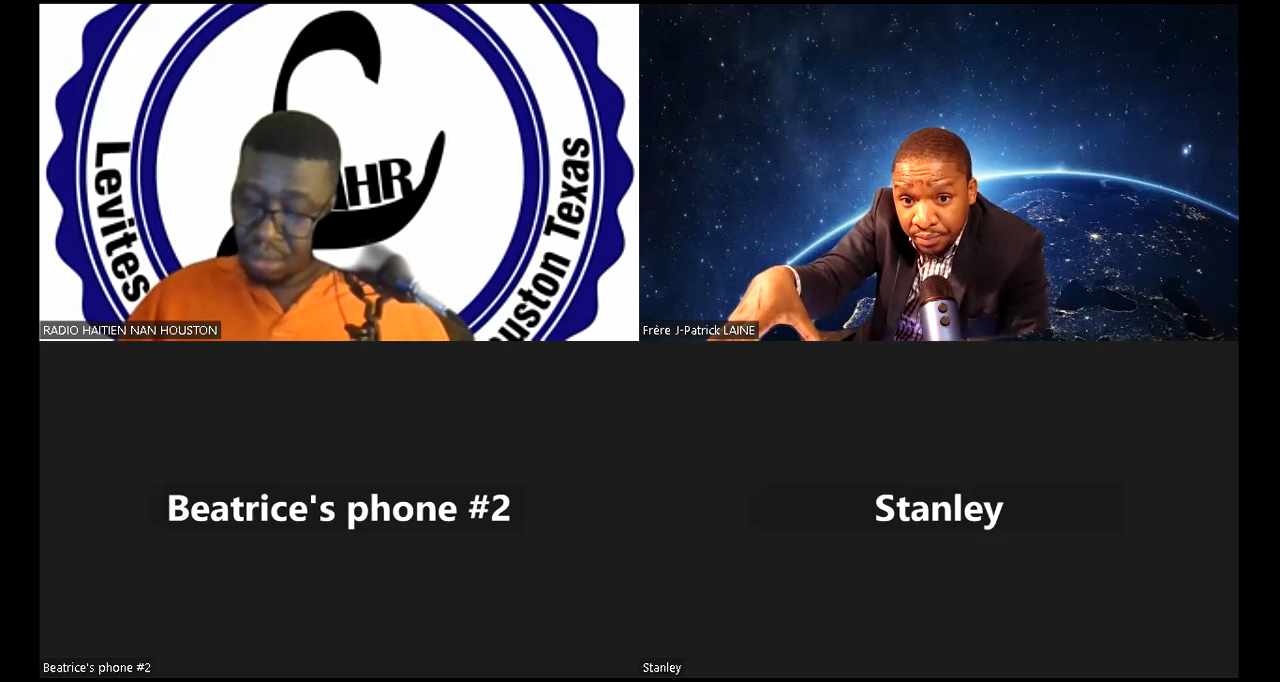 Levites
HR
Houston Texas
RADIO HAITIEN NAN HOUSTON
Frère J-Patrick LAINE
Beatrice's phone #2
Stanley
Beatrice's phone #2
Stanley